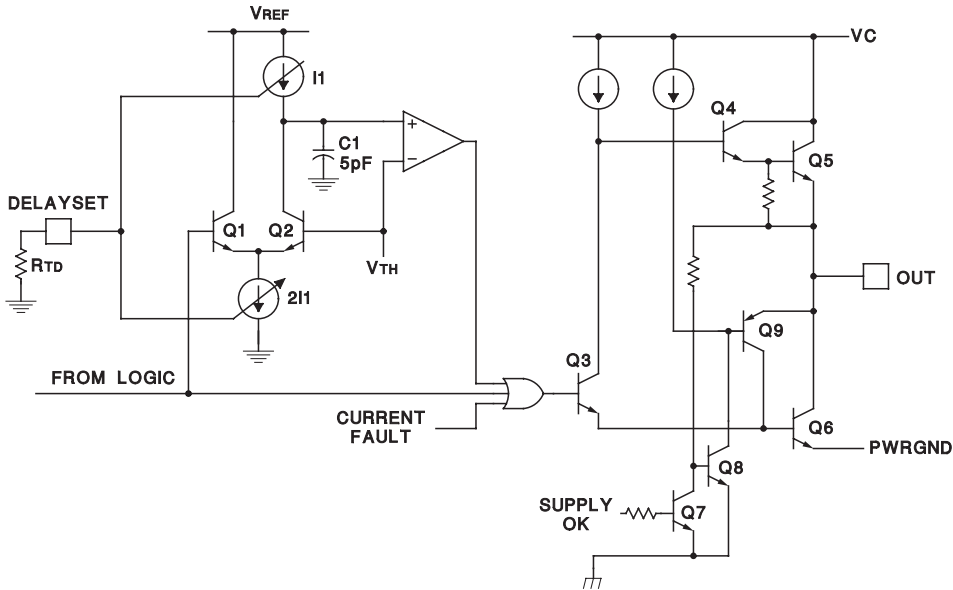 VREF
VC
I1
Q4
C1
5pF
+
−
Q5
DELAYSET
Q1
Q2
RTD
VTH
2I1
OUT
Q9
Q3
FROM LOGIC
CURRENT
FAULT
Q6
PWRGND
Q8
SUPPLY
OK
Q7